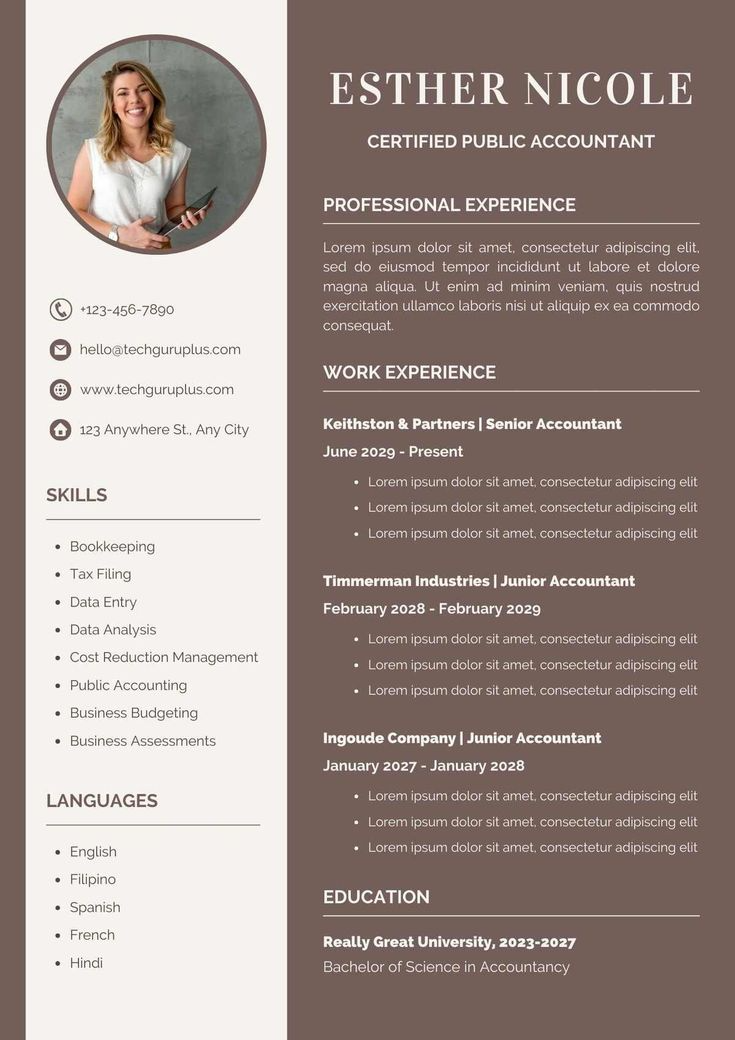 ESTHER NICOLE
CERTIFIED PUBLIC ACCOUNTANT
+123-456-7890
hello@techguruplus.com
www.techguruplus.com
123 Anywhere St., Any City
SKILLS
Bookkeeping
Tax Filing
Data Entry
Data Analysis
Cost Reduction Management
Public Accounting
Business Budgeting
Business Assessments
LANGUAGES
English
Filipino
Spanish
French
Hindi
PROFESSIONAL EXPERIENCE
Lorem ipsum dolor sit amet, consectetur adipiscing elit,
sed do eiusmod tempor incididunt ut labore et dolore
magna aliqua. Ut enim ad minim veniam, quis nostrud
exercitation ullamco laboris nisi ut aliquip ex ea commodo
consequat.
WORK EXPERIENCE
Keithston & Partners | Senior Accountant
June 2029 - Present
Lorem ipsum dolor sit amet, consectetur adipiscing elit
Lorem ipsum dolor sit amet, consectetur adipiscing elit
Lorem ipsum dolor sit amet, consectetur adipiscing elit
Timmerman Industries | Junior Accountant
February 2028 - February 2029
Lorem ipsum dolor sit amet, consectetur adipiscing elit
Lorem ipsum dolor sit amet, consectetur adipiscing elit
Lorem ipsum dolor sit amet, consectetur adipiscing elit
Ingoude Company | Junior Accountant
January 2027 - January 2028
Lorem ipsum dolor sit amet, consectetur adipiscing elit
Lorem ipsum dolor sit amet, consectetur adipiscing elit
Lorem ipsum dolor sit amet, consectetur adipiscing elit
EDUCATION
Really Great University, 2023-2027
Bachelor of Science in Accountancy